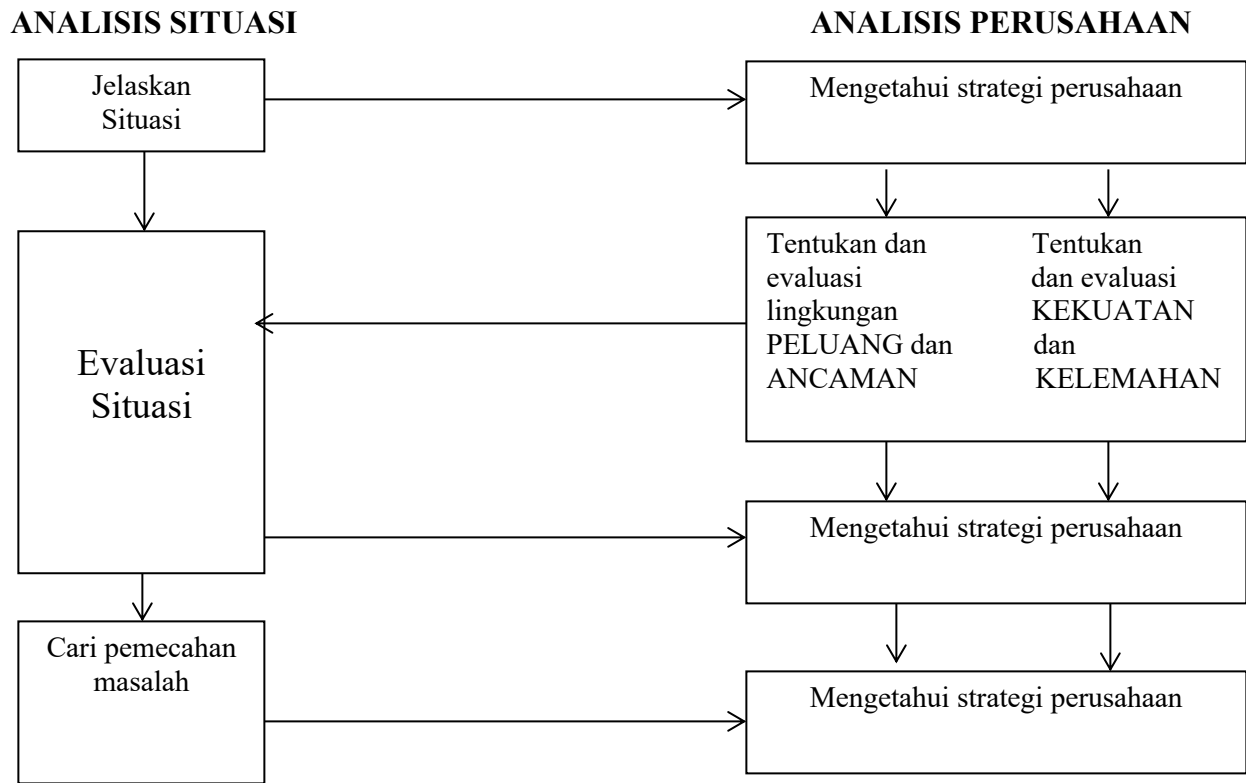 ANALISIS SITUASI
ANALISIS PERUSAHAAN
Jelaskan
Situasi
Mengetahui strategi perusahaan
Evaluasi
Situasi
Tentukan dan
evaluasi
lingkungan
PELUANG dan
ANCAMAN
Tentukan
dan evaluasi
KEKUATAN
dan
KELEMAHAN
Mengetahui strategi perusahaan
Cari pemecahan
masalah
Mengetahui strategi perusahaan